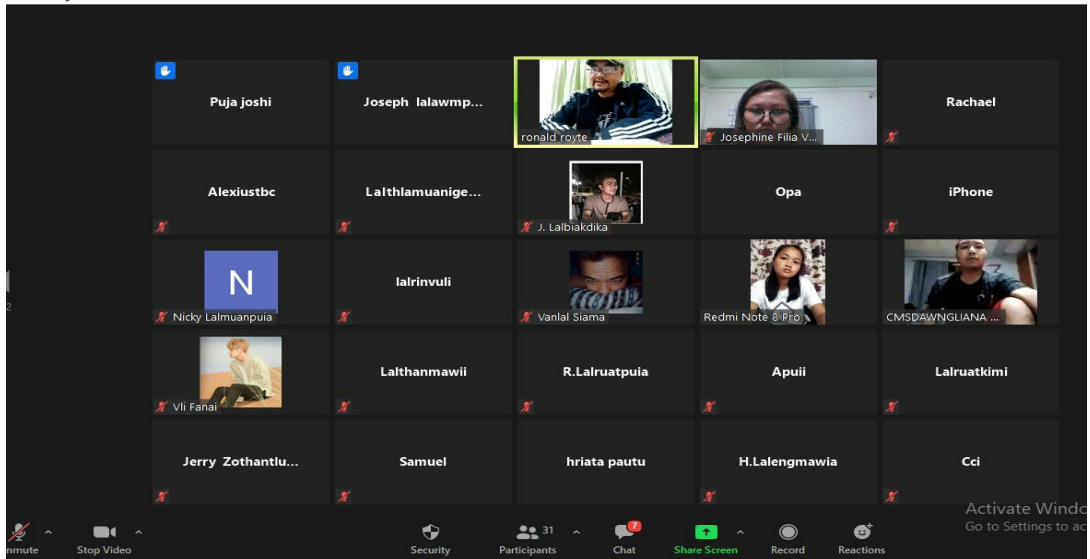 Puja joshi
Joseph lalawmp...
ronald royte
Josephine Filia V...
Rachael
Alexiustbc
Lalthlamuanige...
J. Lalbiakdika
Opa
iPhone
N
Nicky Lalmuanpuia
lalrinvuli
Vanlal Siama
Redmi Note 8 Pro
CMSDAWNGLIANA ...
Vli Fanai
Lalthanmawii
R.Lalruatpuia
Apuii
Lalruatkimi
Jerry Zothantlu...
Samuel
hriata pautu
H.Lalengmawia
Cci
2
Activate Windo
Go to Settings to ac
nmute
Stop Video
Security
Participants
31
Chat
7
Share Screen
Record
Reactions